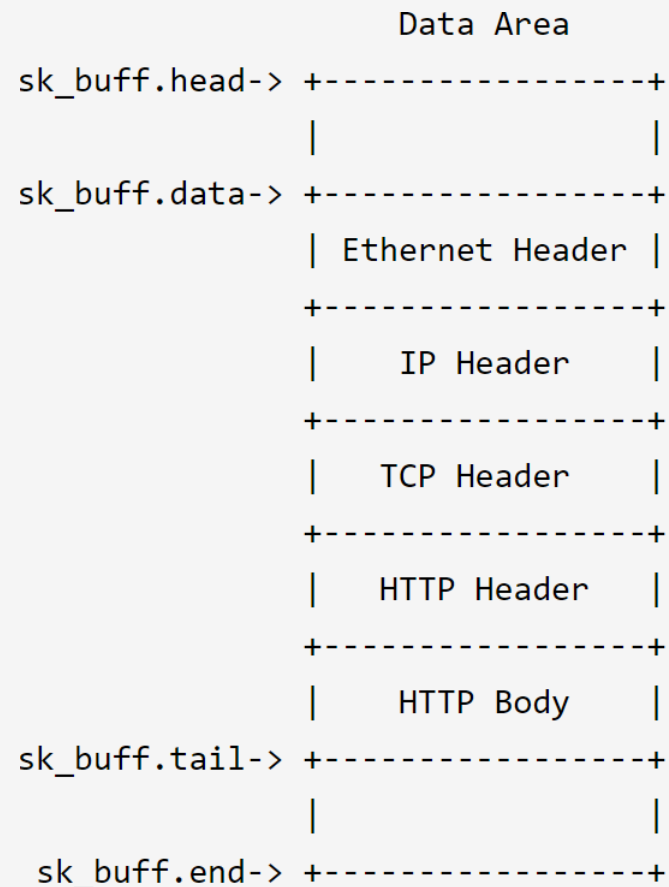 Data Area
sk_buff.head-> +-----------------+
               |                 |
sk_buff.data-> +-----------------+
               | Ethernet Header |
               +-----------------+
               |    IP Header    |
               +-----------------+
               |   TCP Header    |
               +-----------------+
               |   HTTP Header   |
               +-----------------+
               |    HTTP Body    |
sk_buff.tail-> +-----------------+
               |                 |
 sk_buff.end-> +-----------------+